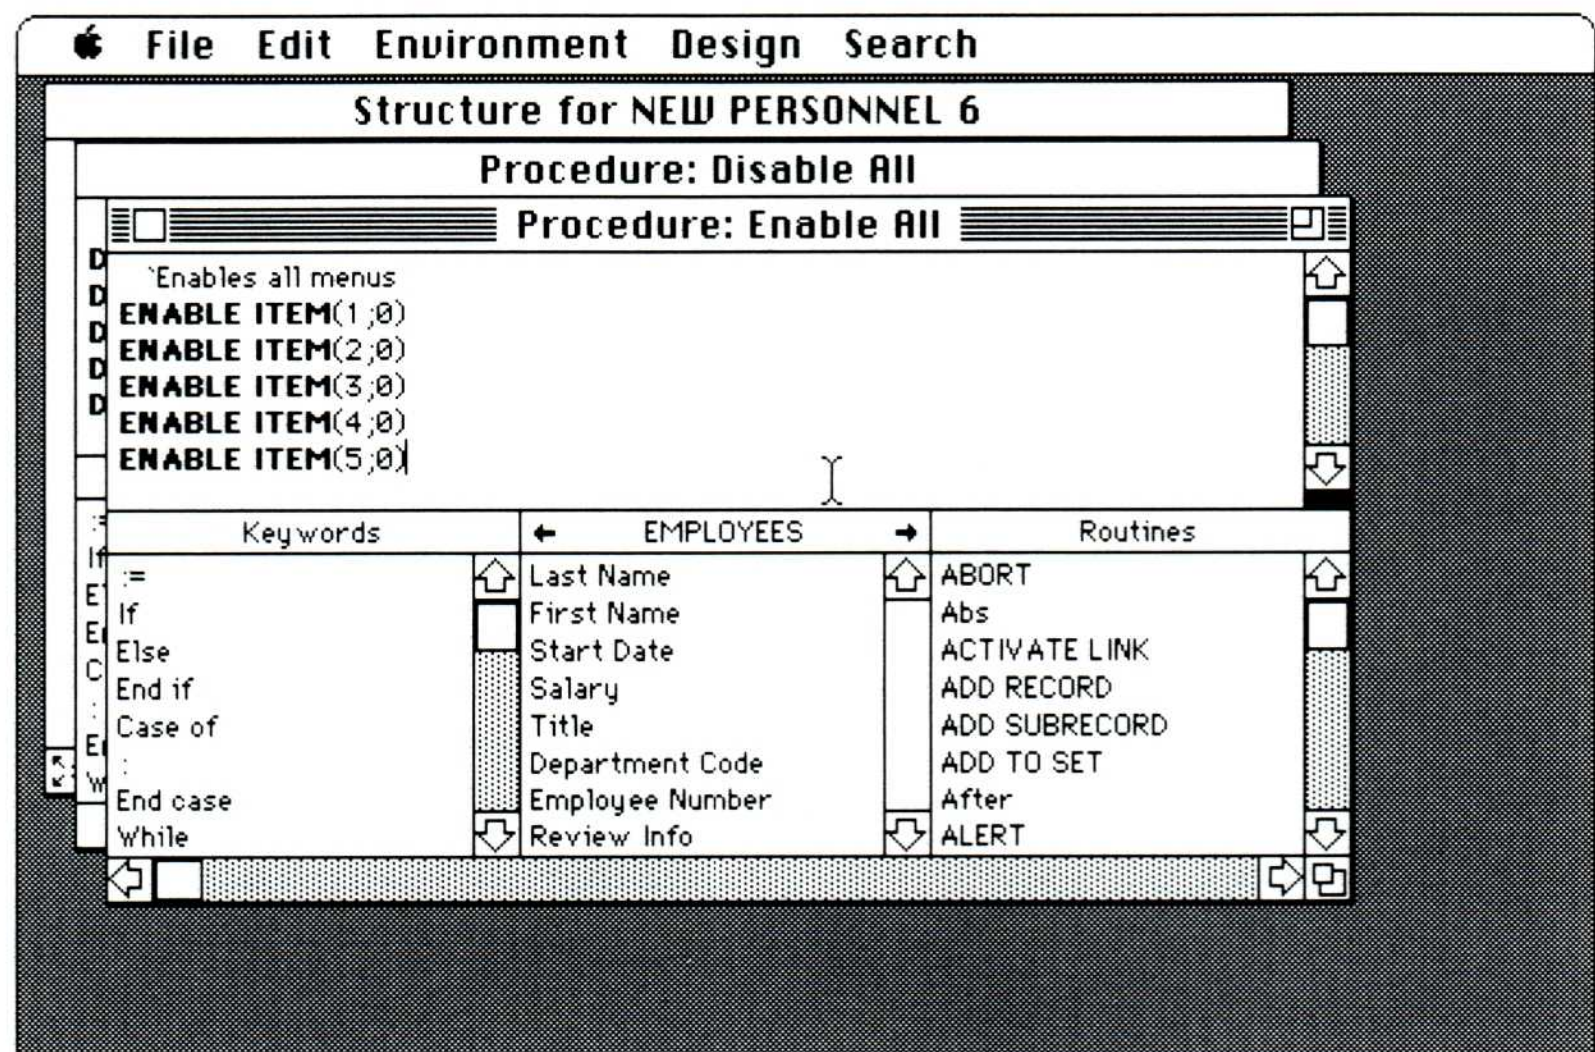 File Edit Environment Design Search
Structure for NEW PERSONNEL 6
Procedure: Disable All
Procedure: Enable All
`Enables all menus
ENABLE ITEM(1;0)
ENABLE ITEM(2;0)
ENABLE ITEM(3;0)
ENABLE ITEM(4;0)
ENABLE ITEM(5;0)
D
D
D
D
D
Keywords
:=
If
Else
End if
Case of
:
End case
While
EMPLOYEES
Last Name
First Name
Start Date
Salary
Title
Department Code
Employee Number
Review Info
Routines
ABORT
Abs
ACTIVATE LINK
ADD RECORD
ADD SUBRECORD
ADD TO SET
After
ALERT